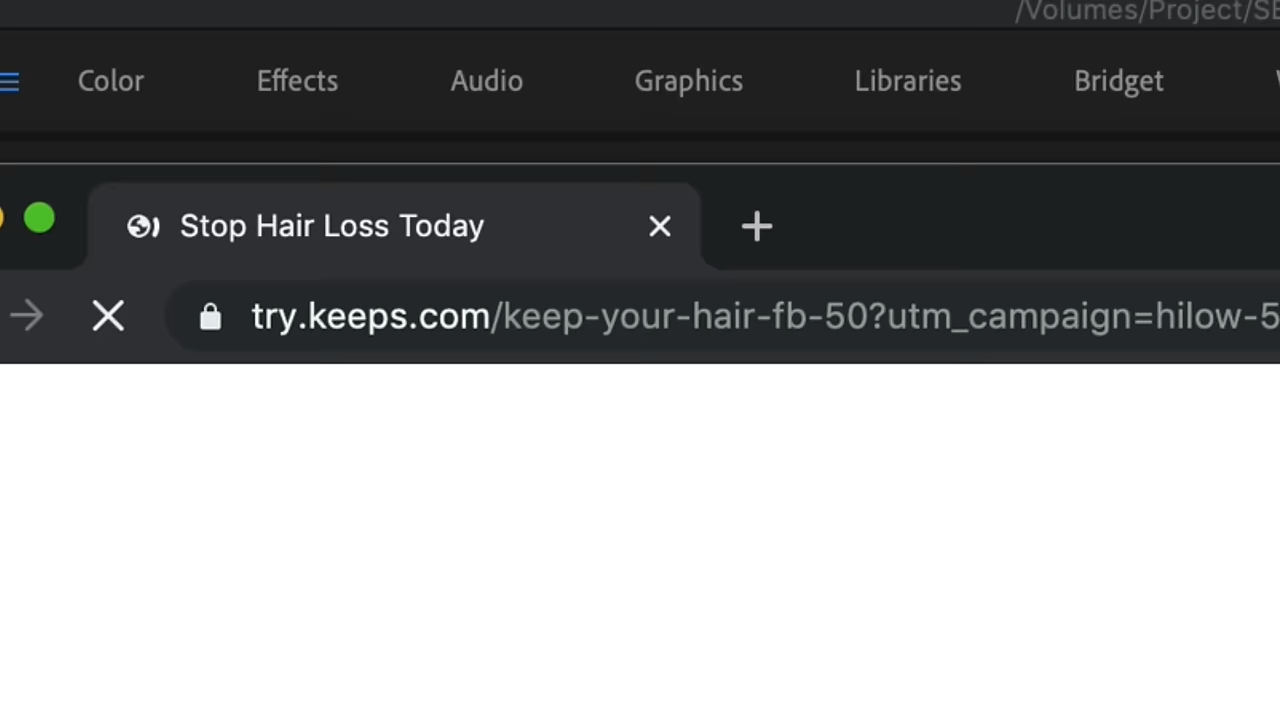 /Volumes/Project/SE
Color Effects Audio Graphics Libraries Bridget
Stop Hair Loss Today
try.keeps.com/keep-your-hair-fb-50?utm_campaign=hilow-5